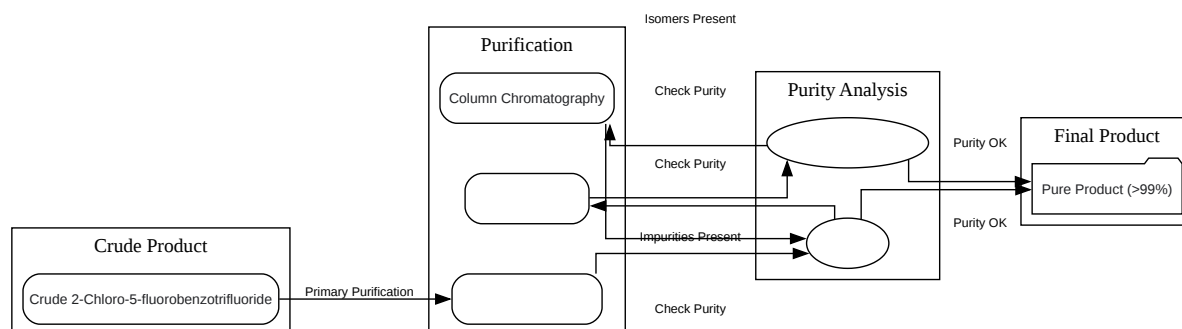 Isomers Present
Purification
Column Chromatography
Check Purity
Purity Analysis
Check Purity
Purity OK
Final Product
Pure Product (>99%)
Purity OK
Impurities Present
Crude Product
Crude 2-Chloro-5-fluorobenzotrifluoride
Primary Purification
Check Purity